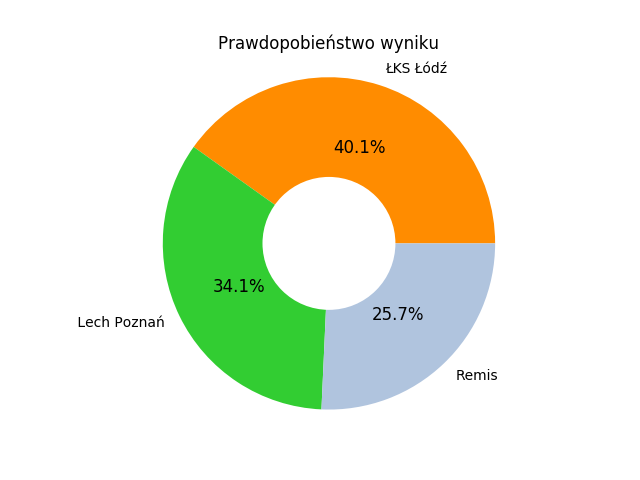 Prawdopobieństwo wyniku
ŁKS Łódź
40.1%
34.1%
25.7%
Lech Poznań
Remis